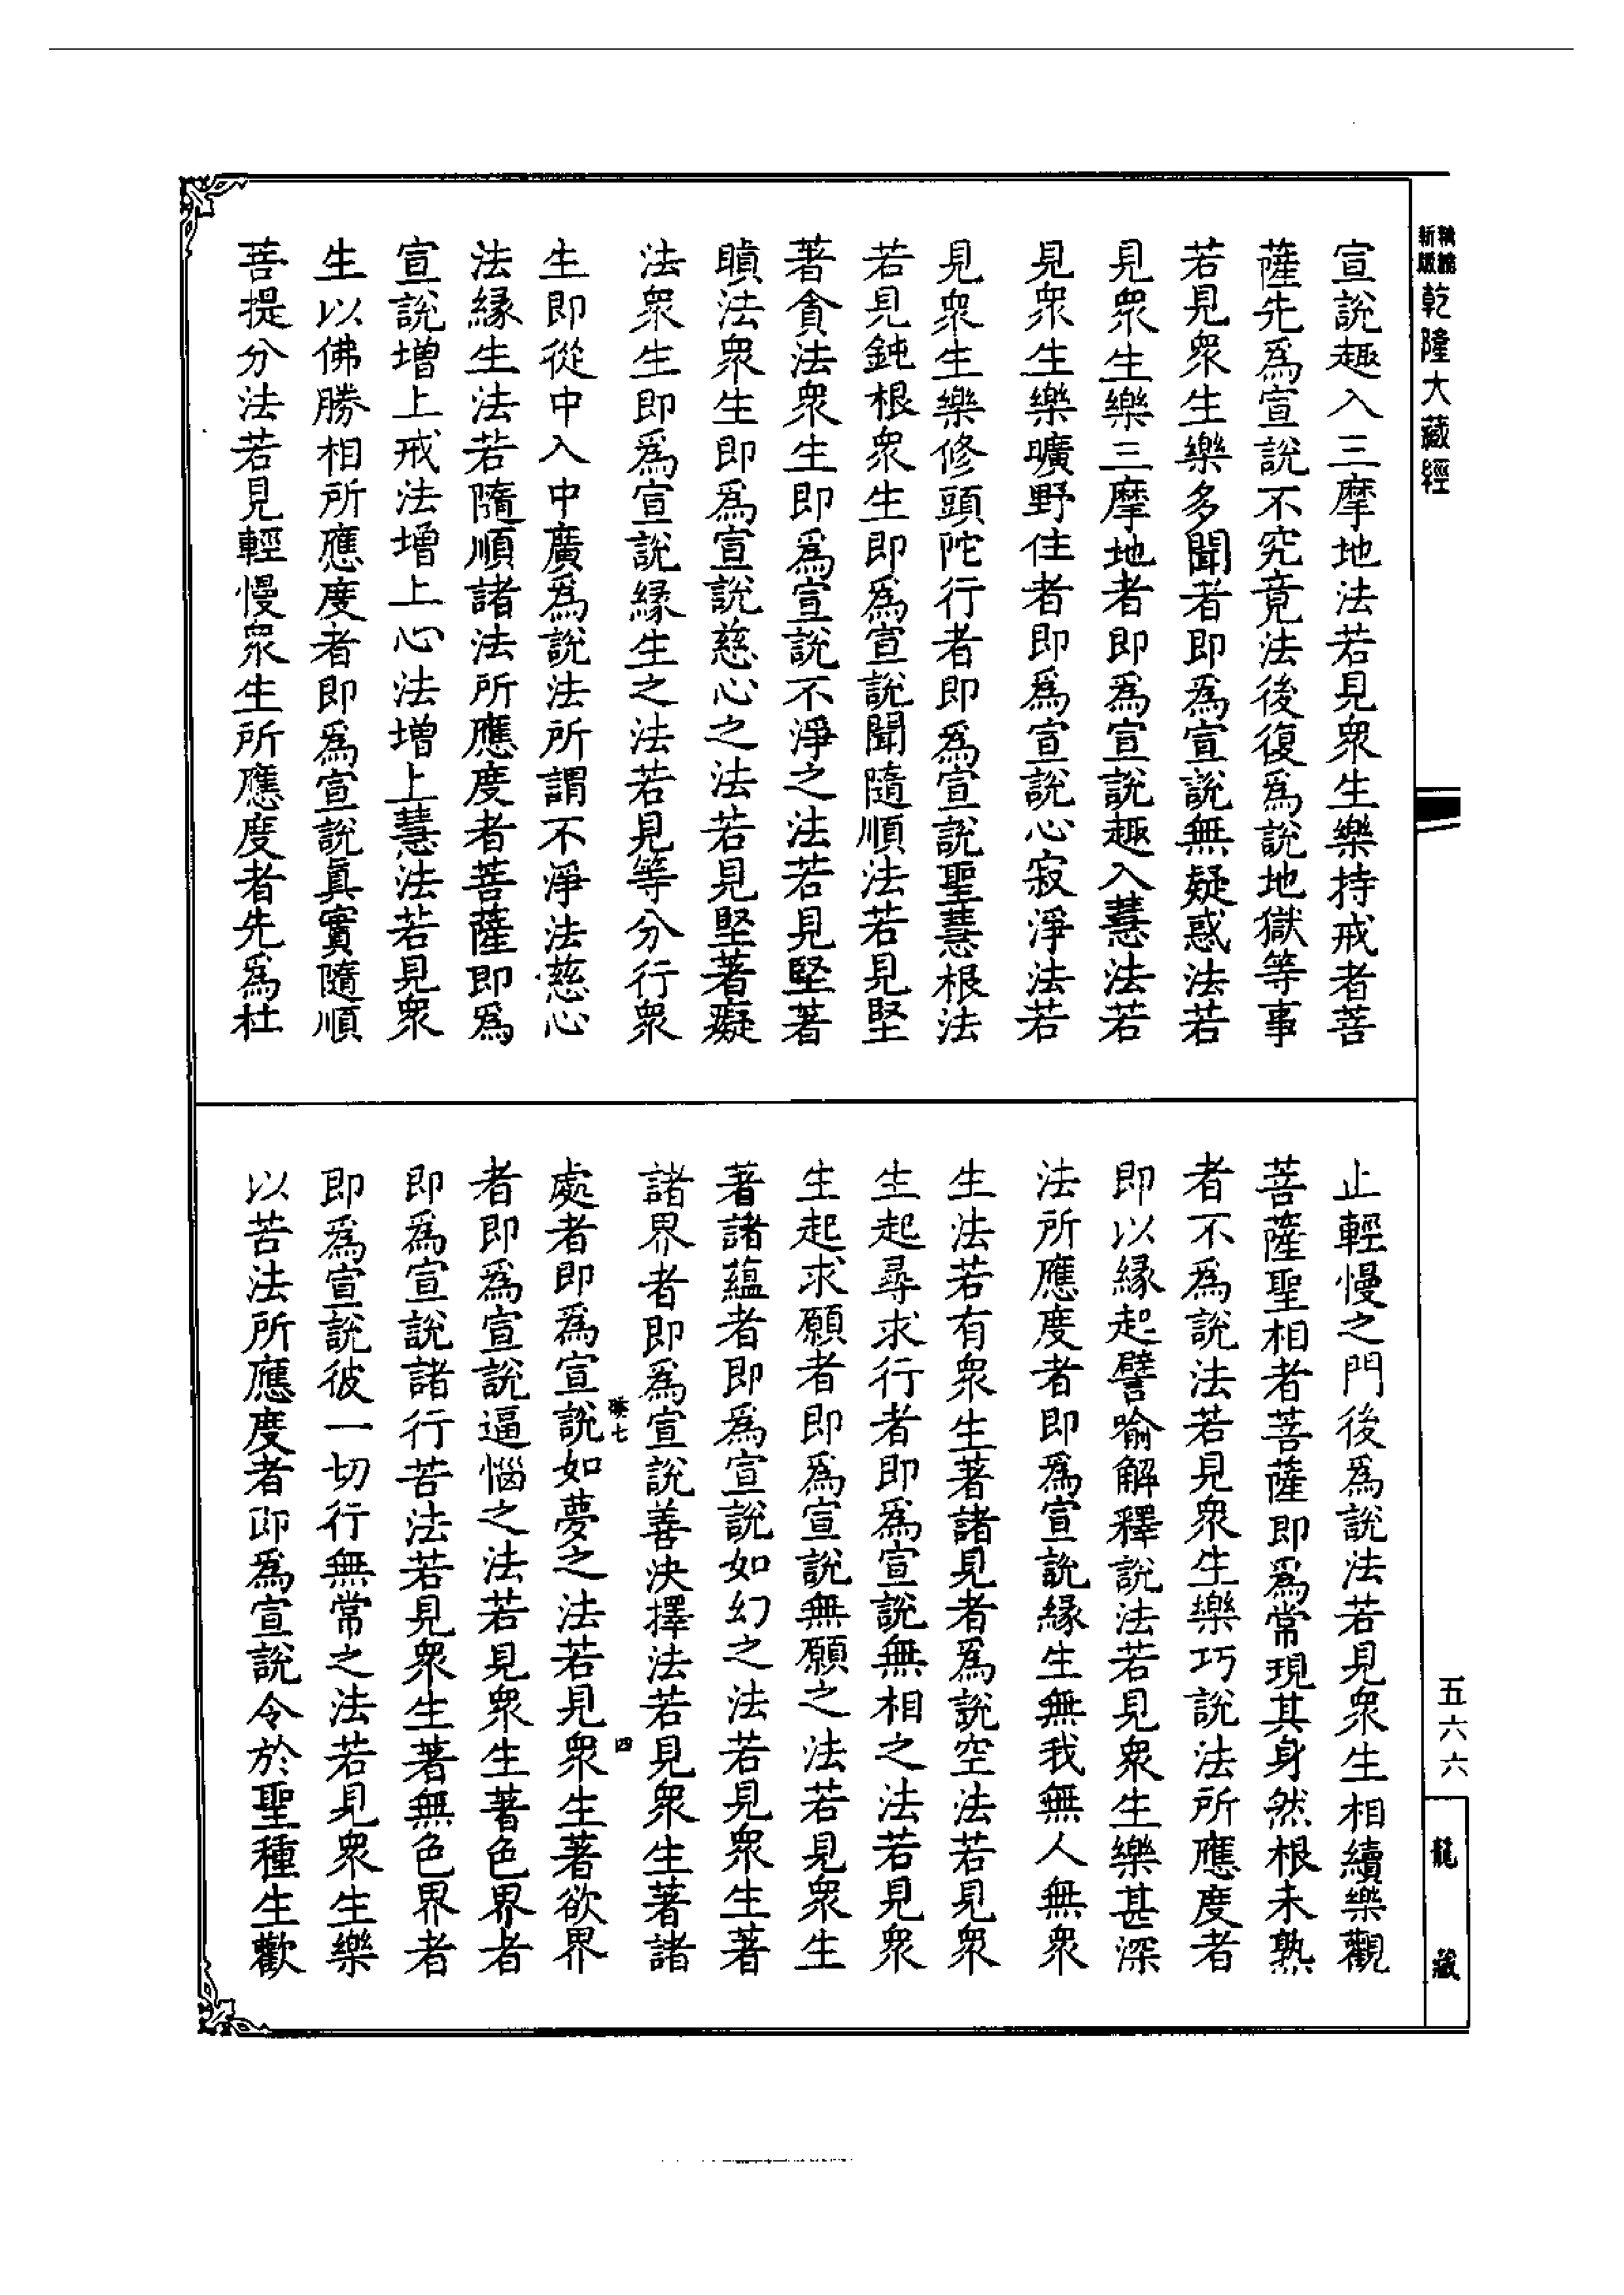 新編縮版乾隆大藏經
宣說趣入三摩地法若見衆生樂持戒者菩
薩先爲宣說不究竟法後復爲說地獄等事
若見衆生樂多聞者即爲宣說無疑惑法若
見衆生樂三摩地者即爲宣說趣入慧法若
見衆生樂曠野住者即爲宣說心寂淨法若
見衆生樂修頭陀行者即爲宣說聖慧根法
若見鈍根衆生即爲宣說聞隨順法若見堅
著貪法衆生即爲宣說不淨之法若見堅著
瞋法衆生即爲宣說慈心之法若見堅著癡
法衆生即爲宣說緣生之法若見等分行衆
生即從中入中廣爲說法所謂不淨法慈心
法緣生法若隨順諸法所應度者菩薩即爲
宣說增上戒法增上心法增上慧法若見衆
生以佛勝相所應度者即爲宣說眞實隨順
菩提分法若見輕慢衆生所應度者先爲杜
止輕慢之門後爲說法若見衆生相續樂觀
菩薩聖相者菩薩即爲常現其身然根未熟
者不爲說法若見衆生樂巧說法所應度者
即以緣起譬喻解釋說法若見衆生樂甚深
法所應度者即爲宣說緣生無我無人無衆
生法若有衆生著諸見者爲說空法若見衆
生起尋求行者即爲宣說無相之法若見衆
生起求願者即爲宣說無願之法若見衆生
著諸蘊者即爲宣說如幻之法若見衆生著
諸界者即爲宣說善決擇法若見衆生著諸
七 四
處者即爲宣說如夢之法若見衆生著欲界
者即爲宣說逼惱之法若見衆生著色界者
即爲宣說諸行苦法若見衆生著無色界者
即爲宣說彼一切行無常之法若見衆生樂
以苦法所應度者即爲宣說令於聖種生歡
五六六
龍藏